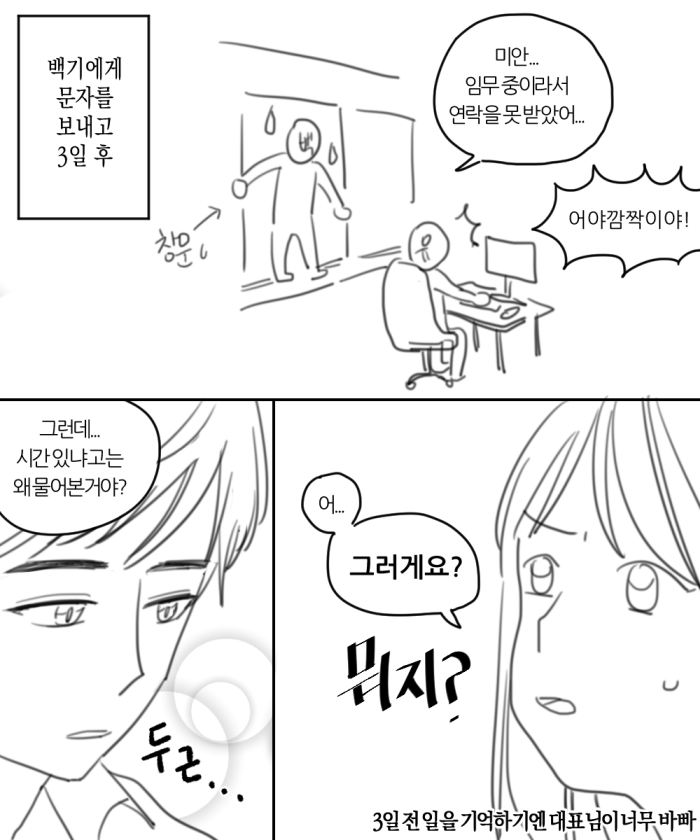 백기에게
문자를
보내고
3일 후
미안...
임무 중이라서
연락을 못 받았어...
어야깜짝이야!
백
창문
유
그런데...
시간 있냐고는
왜 물어본거야?
두근...
어...
그러게요?
뭐지?
3일 전 일을 기억하기엔 대표님이 너무 바빠